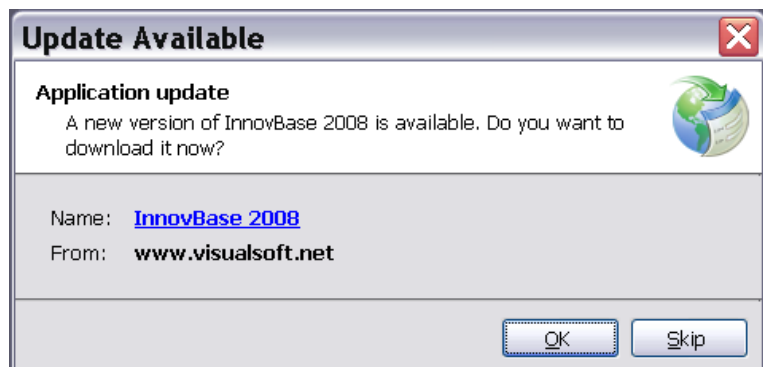 Update Available
Application update
A new version of InnovBase 2008 is available. Do you want to
download it now?
Name: InnovBase 2008
From: www.visualsoft.net
OK Skip